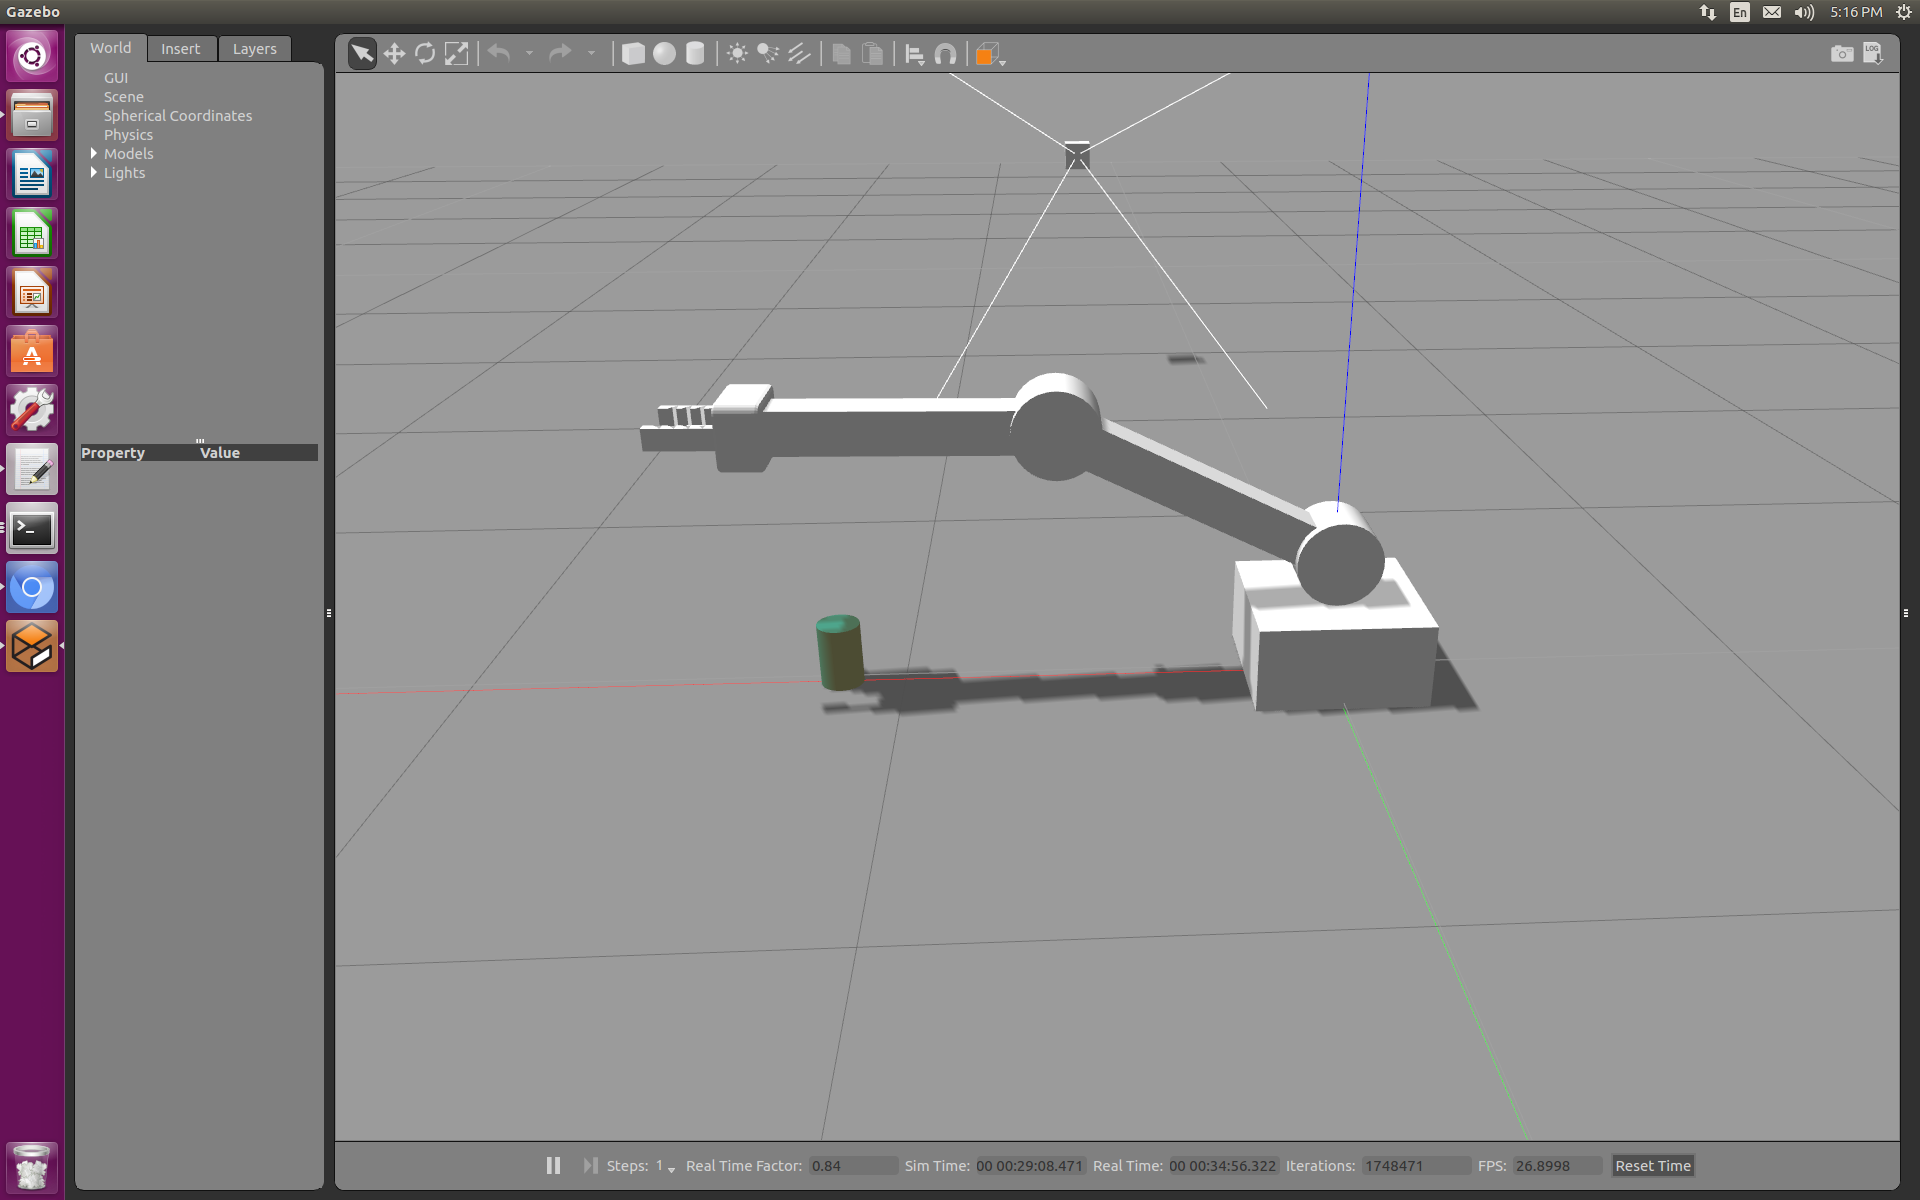 Gazebo
En
5:16 PM
World Insert Layers
LOG
GUI
Scene
Spherical Coordinates
Physics
Models
Lights
Property Value
Steps: 1 Real Time Factor: 0.84 Sim Time: 00 00:29:08.471 Real Time: 00 00:34:56.322 Iterations: 1748471 FPS: 26.8998 Reset Time